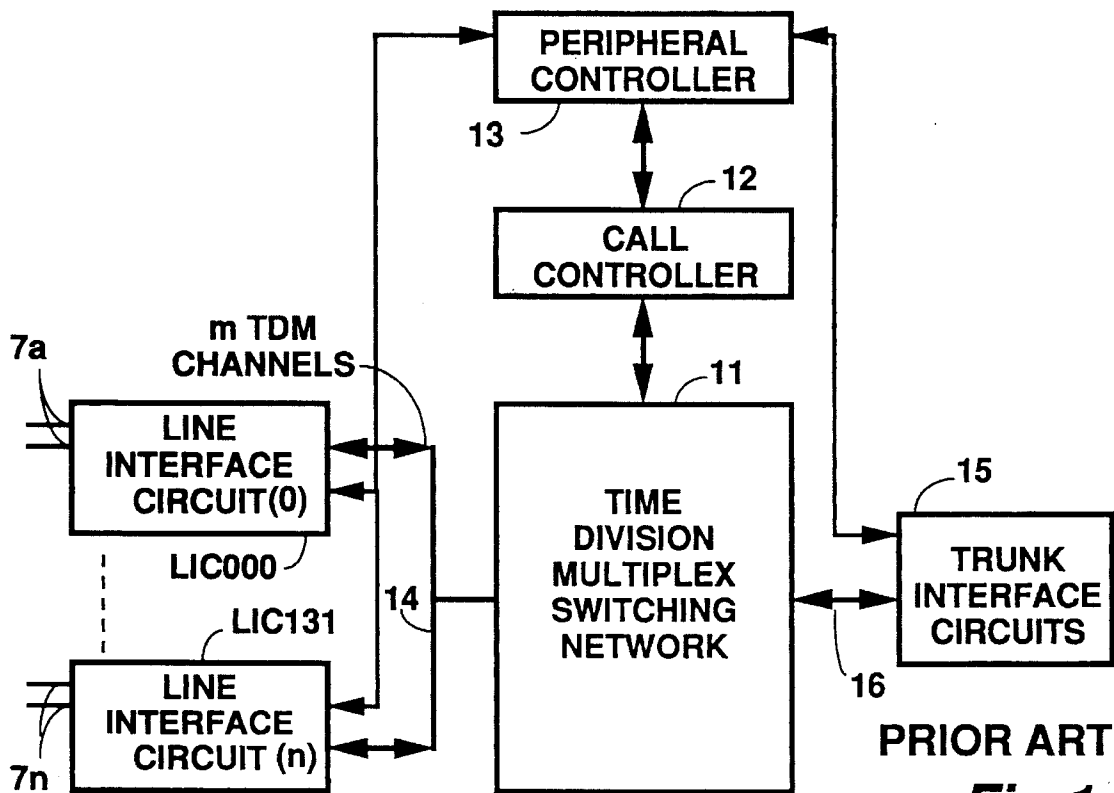 PERIPHERAL
CONTROLLER
13
12
CALL
CONTROLLER
m TDM
CHANNELS
7a
11
LINE
INTERFACE
CIRCUIT(0)
LIC000
TIME
DIVISION
MULTIPLEX
SWITCHING
NETWORK
15
TRUNK
INTERFACE
CIRCUITS
14
16
LIC131
LINE
INTERFACE
CIRCUIT (n)
7n
PRIOR ART